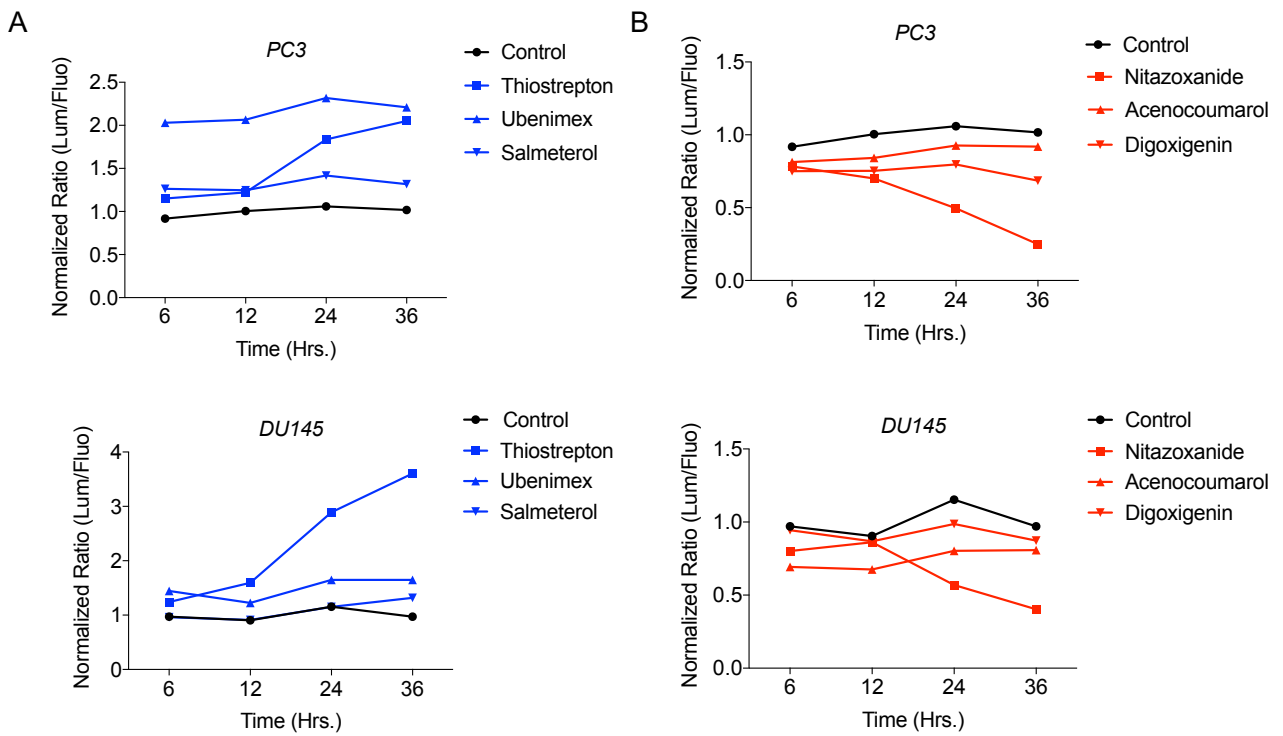 A
PC3
Control
Thiostrepton
Ubenimex
Salmeterol
Normalized Ratio (Lum/Fluo)
2.5
2.0
1.5
1.0
0.5
0.0
6 12 24 36
Time (Hrs.)
B
PC3
Control
Nitazoxanide
Acenocoumarol
Digoxigenin
Normalized Ratio (Lum/Fluo)
1.5
1.0
0.5
0.0
6 12 24 36
Time (Hrs.)
DU145
Control
Thiostrepton
Ubenimex
Salmeterol
Normalized Ratio (Lum/Fluo)
4
3
2
1
0
6 12 24 36
Time (Hrs.)
DU145
Control
Nitazoxanide
Acenocoumarol
Digoxigenin
Normalized Ratio (Lum/Fluo)
1.5
1.0
0.5
0.0
6 12 24 36
Time (Hrs.)